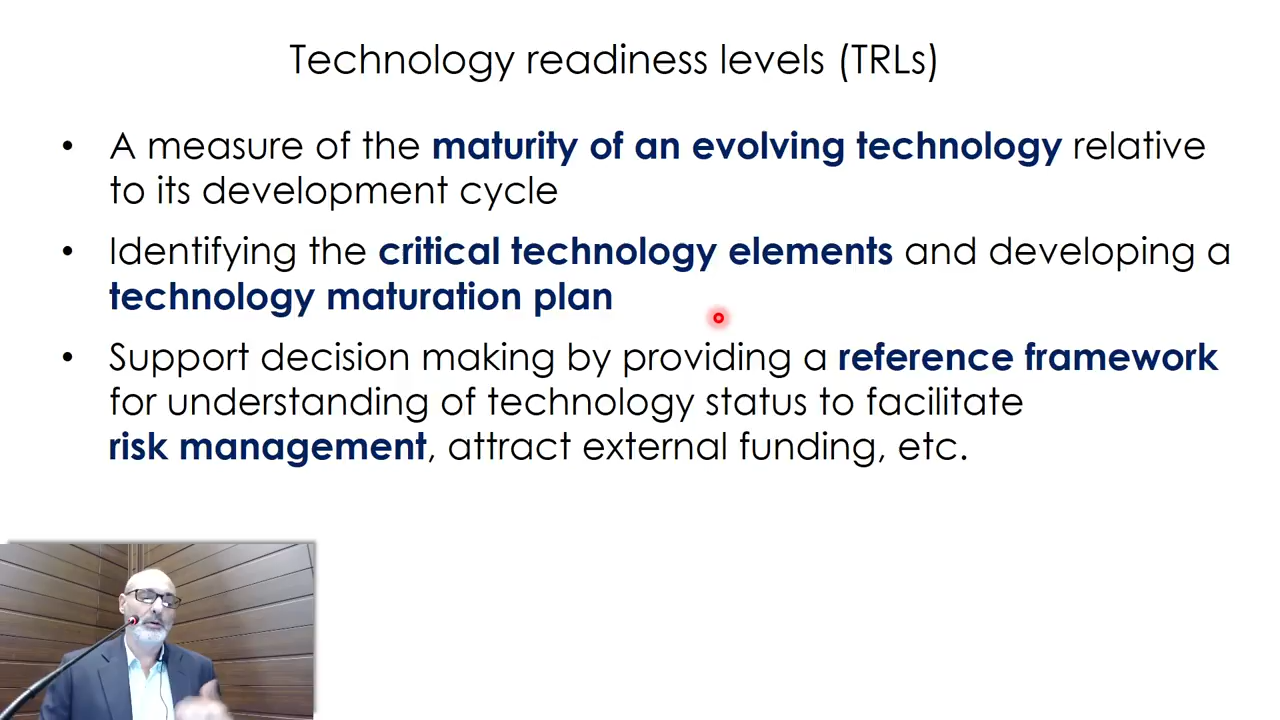 Technology readiness levels (TRLs)
• A measure of the maturity of an evolving technology relative
to its development cycle
• Identifying the critical technology elements and developing a
technology maturation plan
• Support decision making by providing a reference framework
for understanding of technology status to facilitate
risk management, attract external funding, etc.